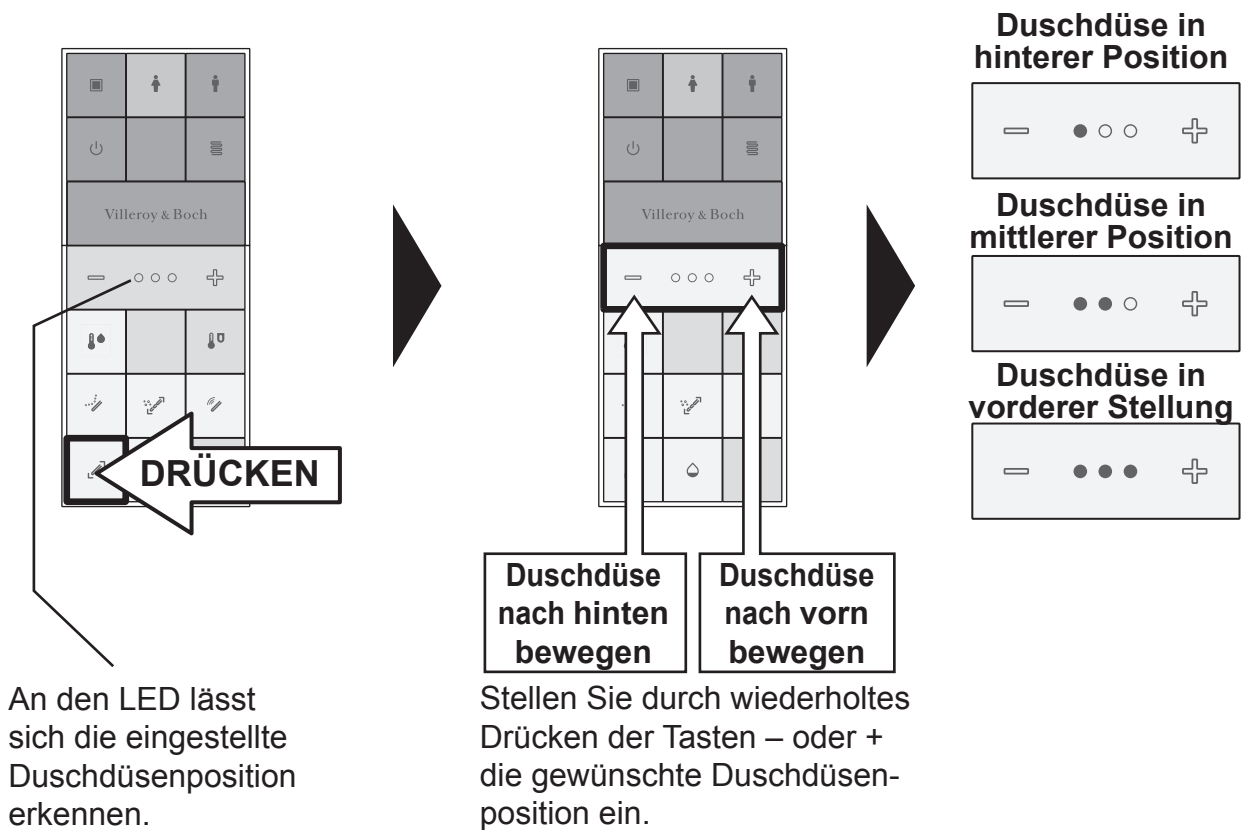 Villeroy & Boch
DRÜCKEN
An den LED lässt
sich die eingestellte
Duschdüsenposition
erkennen.
Villeroy & Boch
Duschdüse
nach hinten
bewegen
Duschdüse
nach vorn
bewegen
Stellen Sie durch wiederholtes
Drücken der Tasten – oder +
die gewünschte Duschdüsen-
position ein.
Duschdüse in
hinterer Position
Duschdüse in
mittlerer Position
Duschdüse in
vorderer Stellung